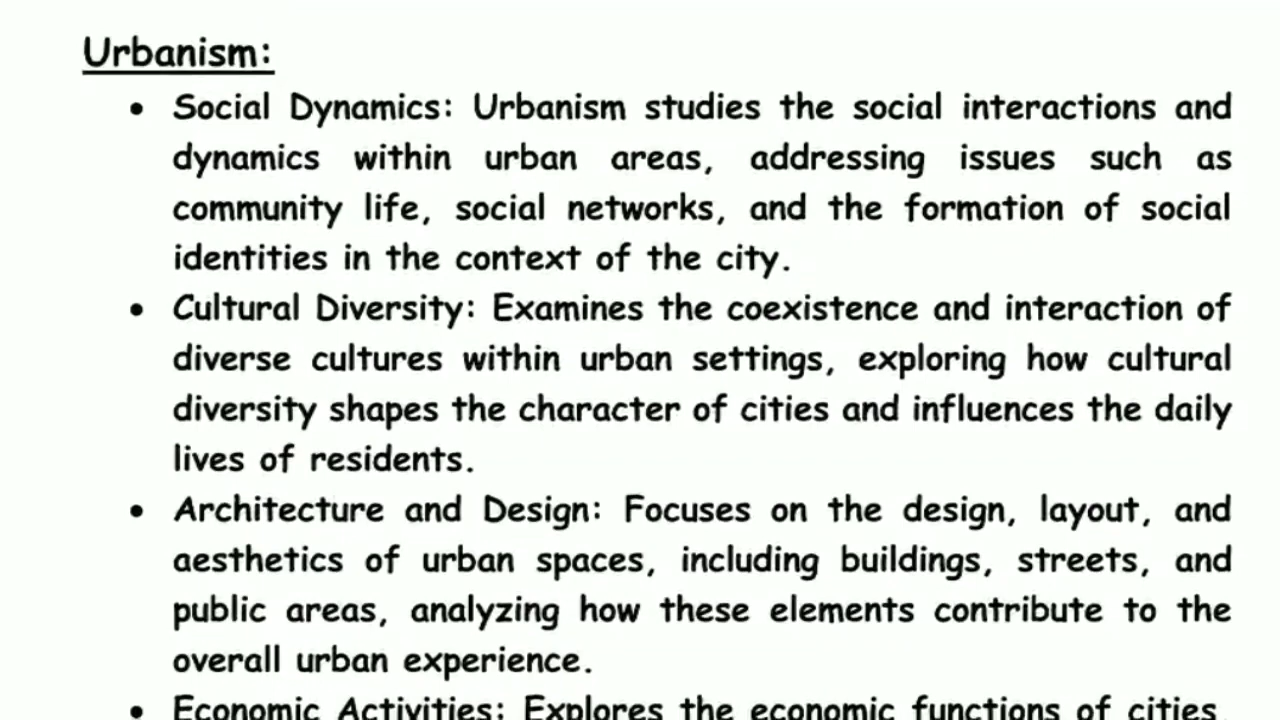 Urbanism:
• Social Dynamics: Urbanism studies the social interactions and
dynamics within urban areas, addressing issues such as
community life, social networks, and the formation of social
identities in the context of the city.
• Cultural Diversity: Examines the coexistence and interaction of
diverse cultures within urban settings, exploring how cultural
diversity shapes the character of cities and influences the daily
lives of residents.
• Architecture and Design: Focuses on the design, layout, and
aesthetics of urban spaces, including buildings, streets, and
public areas, analyzing how these elements contribute to the
overall urban experience.
• Economic Activities: Explores the economic functions of cities,